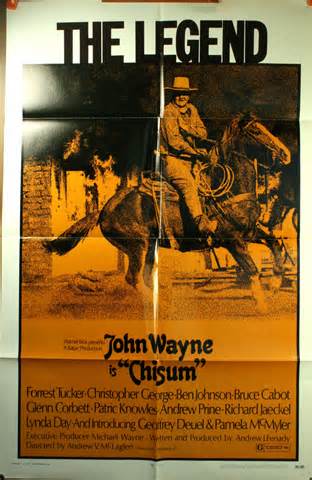 THE LEGEND
John Wayne
is "Chisum"
Forrest Tucker·Christopher George·Ben Johnson·Bruce Cabot
Glenn Corbett·Patric Knowles·Andrew Prine·Richard Jaeckel
Lynda Day·And Introducing Geoffrey Deuel & Pamela McMyler
Executive Producer Michael Wayne·Written and Produced by Andrew J. Fenady
Directed by Andrew V. McLaglen
G